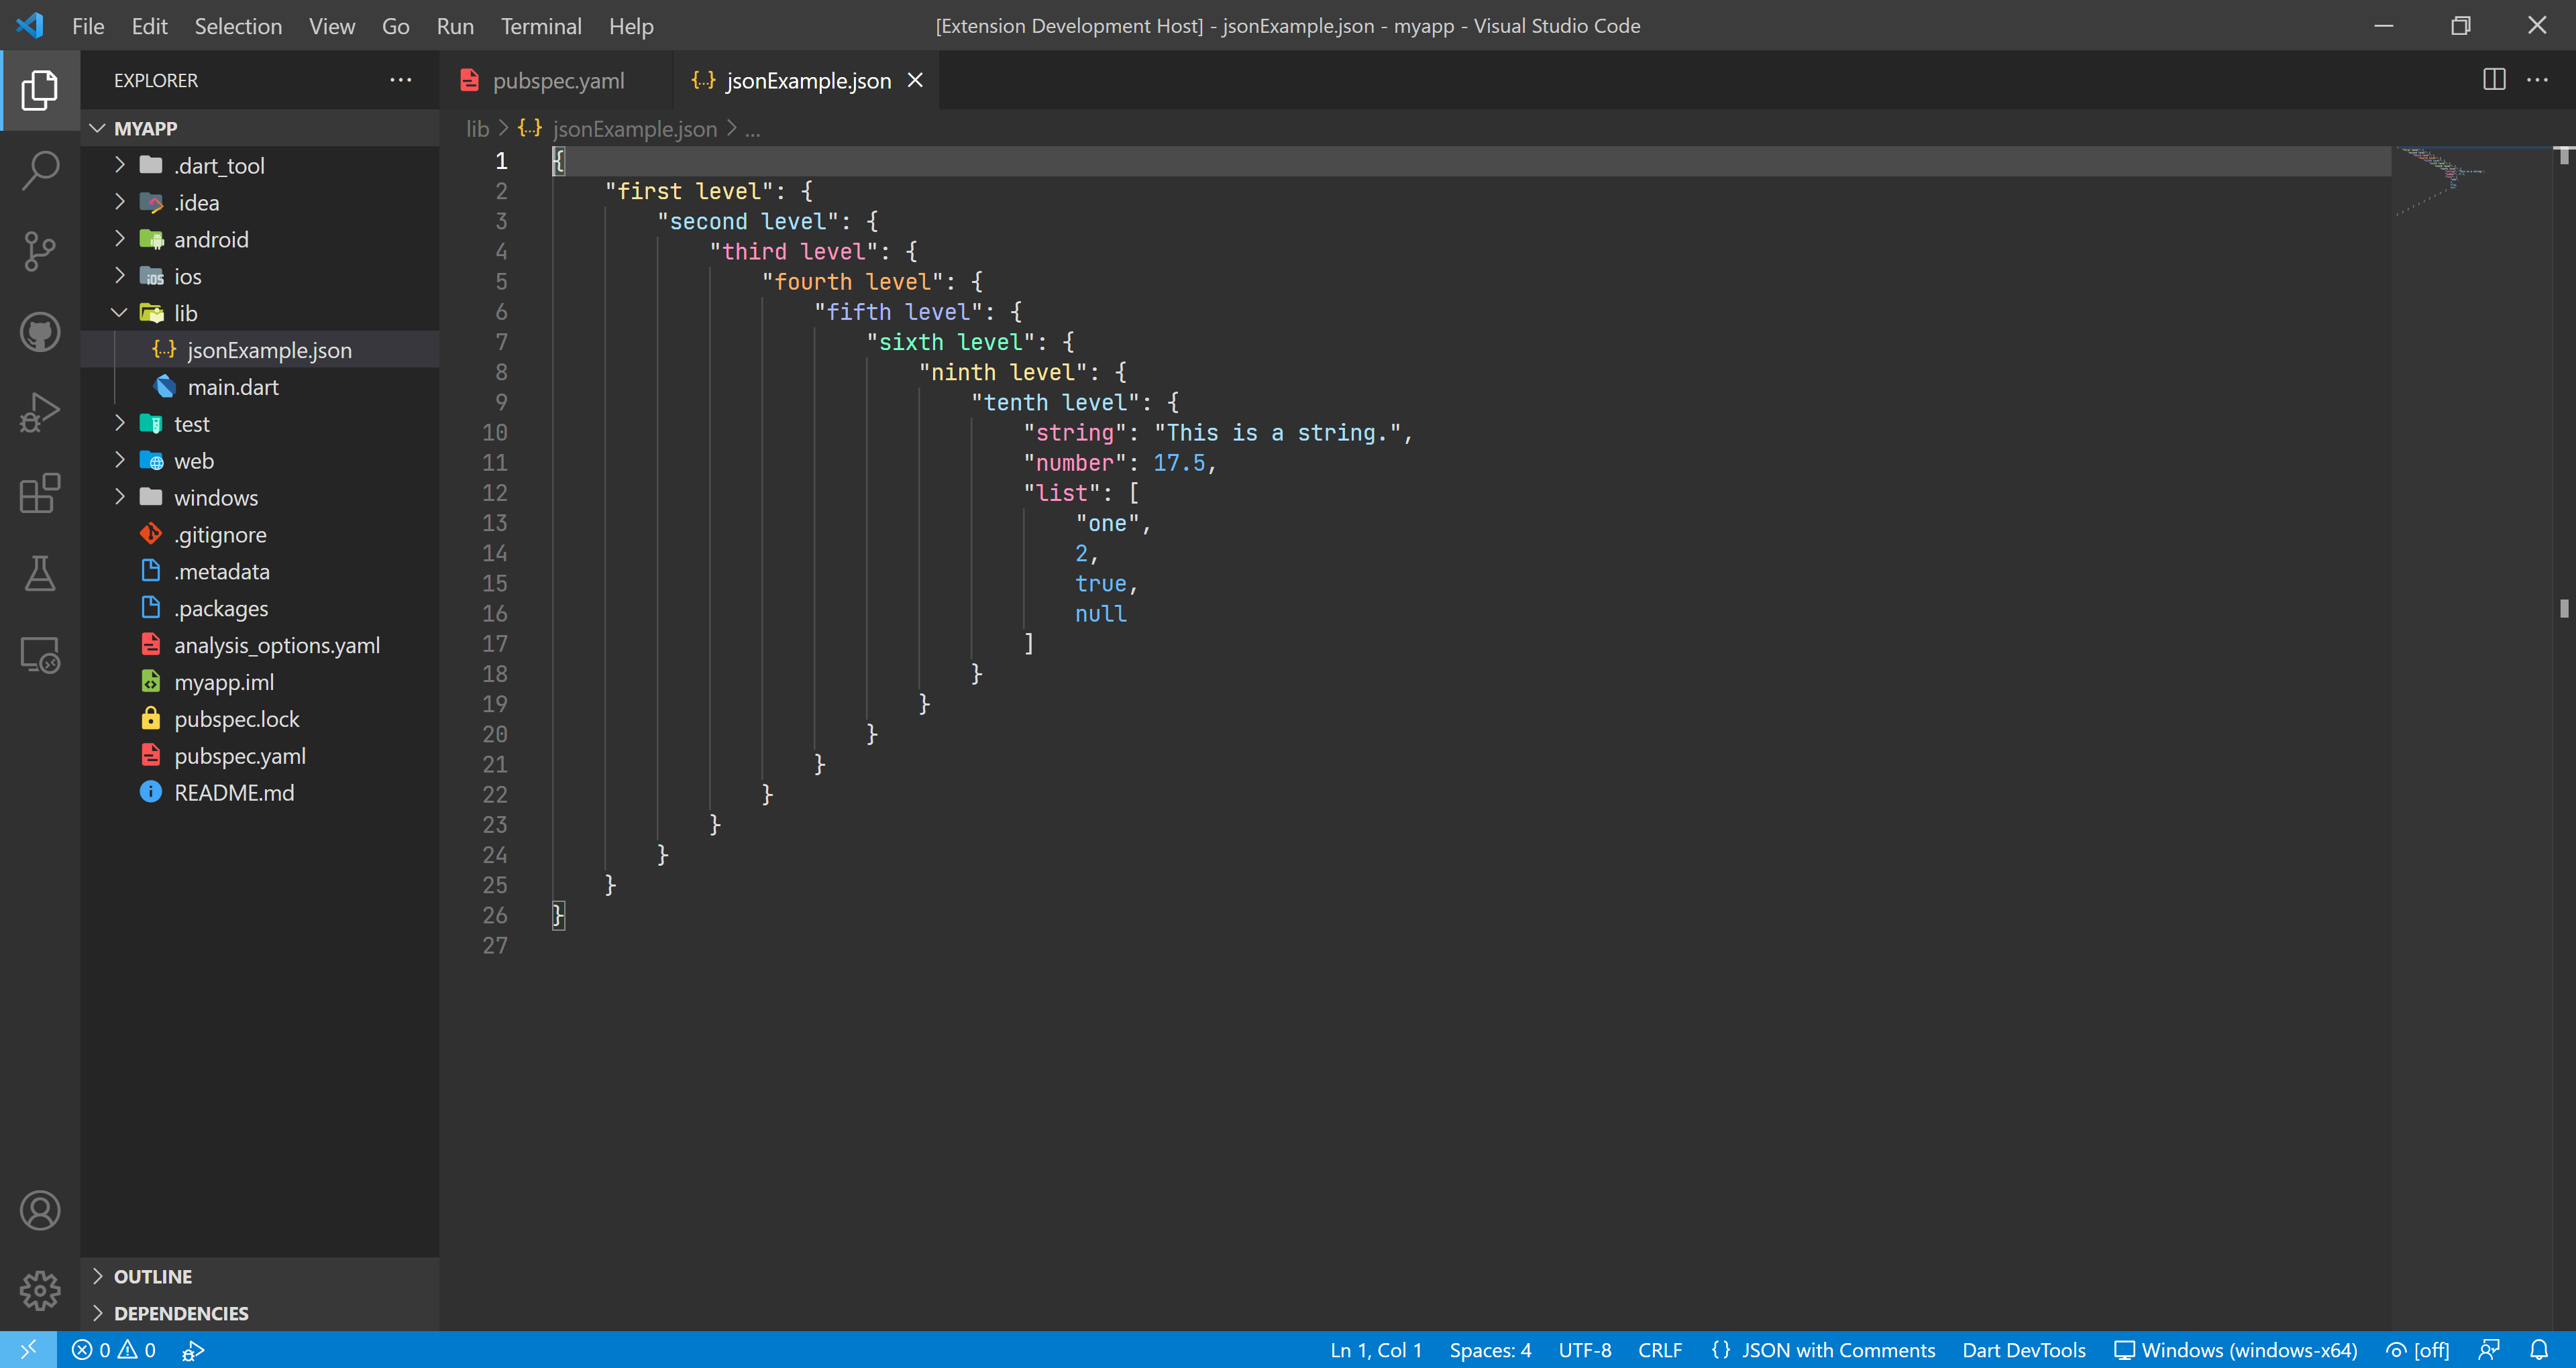 File Edit Selection View Go Run Terminal Help [Extension Development Host] - jsonExample.json - myapp - Visual Studio Code
EXPLORER
MYAPP
.dart_tool
.idea
android
ios
lib
jsonExample.json
main.dart
test
web
windows
.gitignore
.metadata
.packages
analysis_options.yaml
myapp.iml
pubspec.lock
pubspec.yaml
README.md
OUTLINE
DEPENDENCIES
pubspec.yaml jsonExample.json
lib > {..} jsonExample.json > ...
1 {
2 "first level": {
3 "second level": {
4 "third level": {
5 "fourth level": {
6 "fifth level": {
7 "sixth level": {
8 "ninth level": {
9 "tenth level": {
10 "string": "This is a string.",
11 "number": 17.5,
12 "list": [
13 "one",
14 2,
15 true,
16 null
17 ]
18 }
19 }
20 }
21 }
22 }
23 }
24 }
25 }
26 }
27
0 0 Ln 1, Col 1 Spaces: 4 UTF-8 CRLF {} JSON with Comments Dart DevTools Windows (windows-x64) [off]